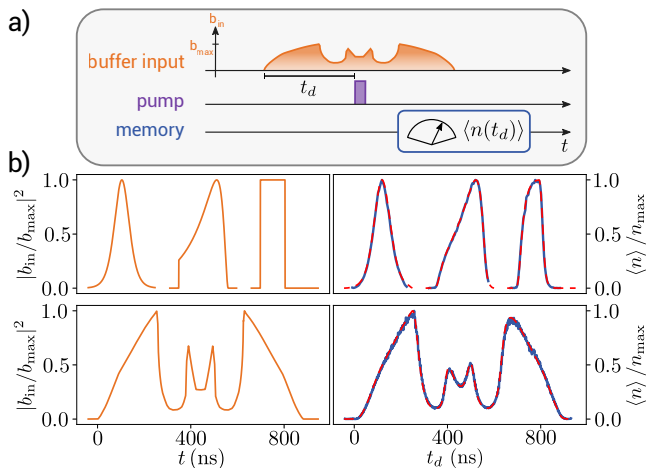 a)
b_in
b_max
buffer input
t_d
pump
memory
⟨n(t_d)⟩
t
b)
|b_in/b_max|²
1.0
0.5
0.0
1.0
0.5
0.0
⟨n⟩/n_max
|b_in/b_max|²
1.0
0.5
0.0
1.0
0.5
0.0
⟨n⟩/n_max
0 400 800
0 400 800
t (ns)
t_d (ns)